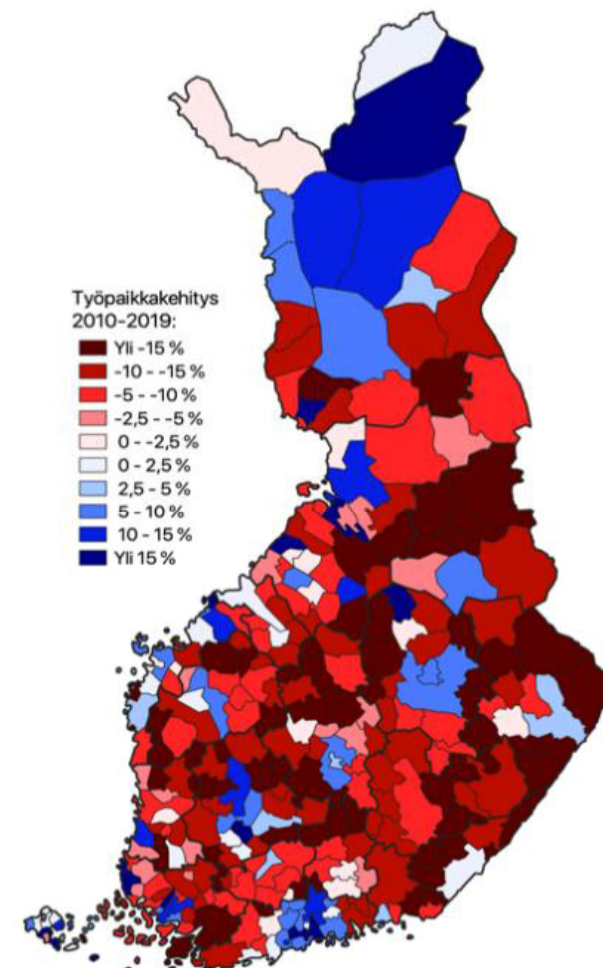 Työpaikkakehitys
2010-2019:
Yli -15 %
-10 - -15 %
-5 - -10 %
-2,5 - -5 %
0 - -2,5 %
0 - 2,5 %
2,5 - 5 %
5 - 10 %
10 - 15 %
Yli 15 %